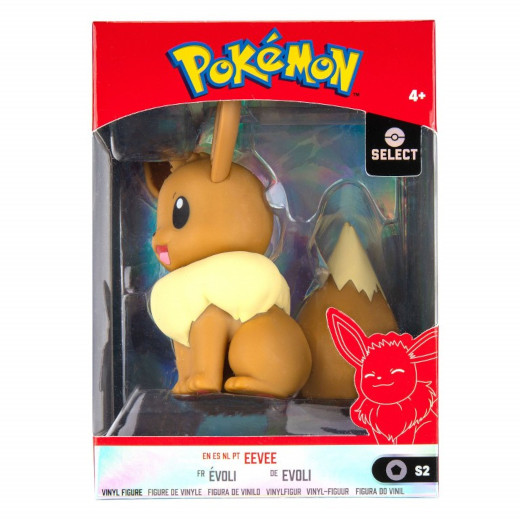 POKéMON
TM
4+
SELECT
EN ES NL PT EEVEE
FR ÉVOLI DE EVOLI
S2
VINYL FIGURE FIGURE DE VINYLE FIGURA DE VINILO VINYLFIGUR VINYL-FIGUUR FIGURA DO VINIL